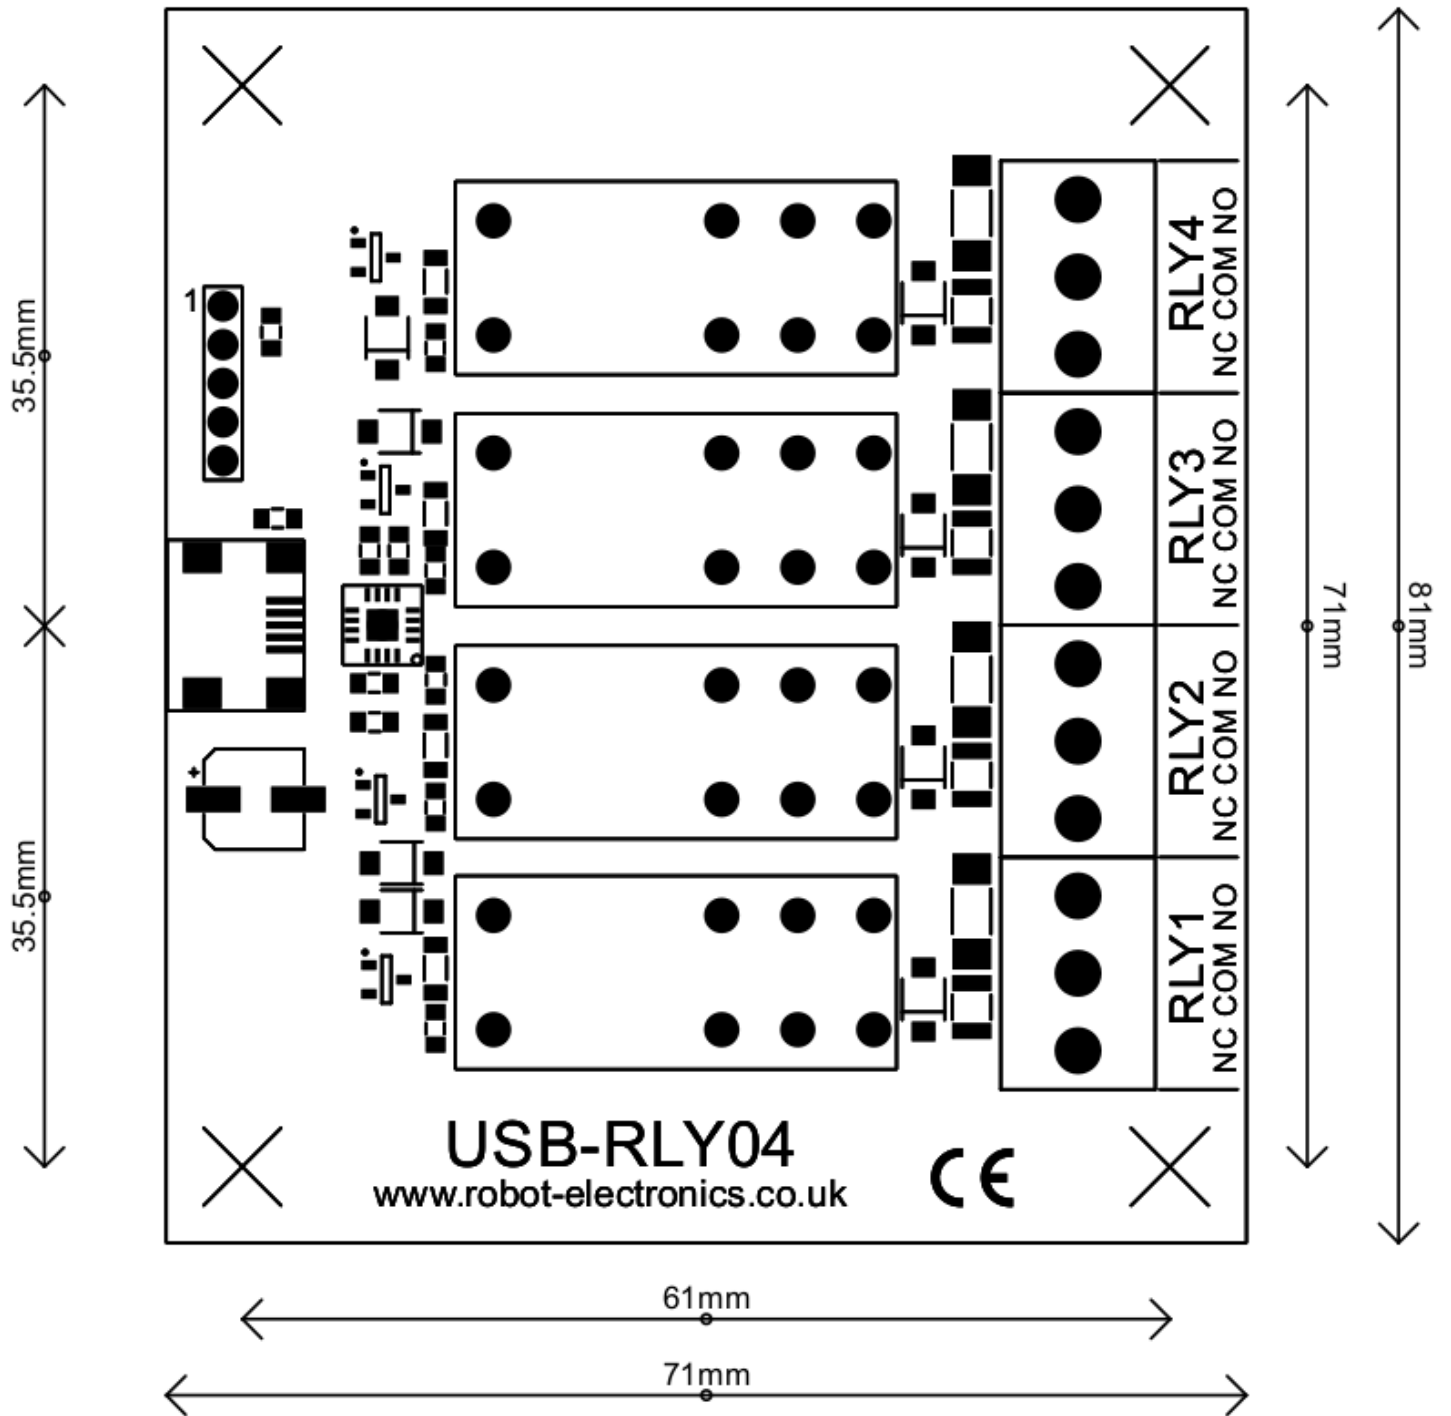 RLY4
NC COM NO
1
35.5mm
RLY3
NC COM NO
71mm
81mm
RLY2
NC COM NO
+
35.5mm
RLY1
NC COM NO
USB-RLY04
www.robot-electronics.co.uk
CE
61mm
71mm